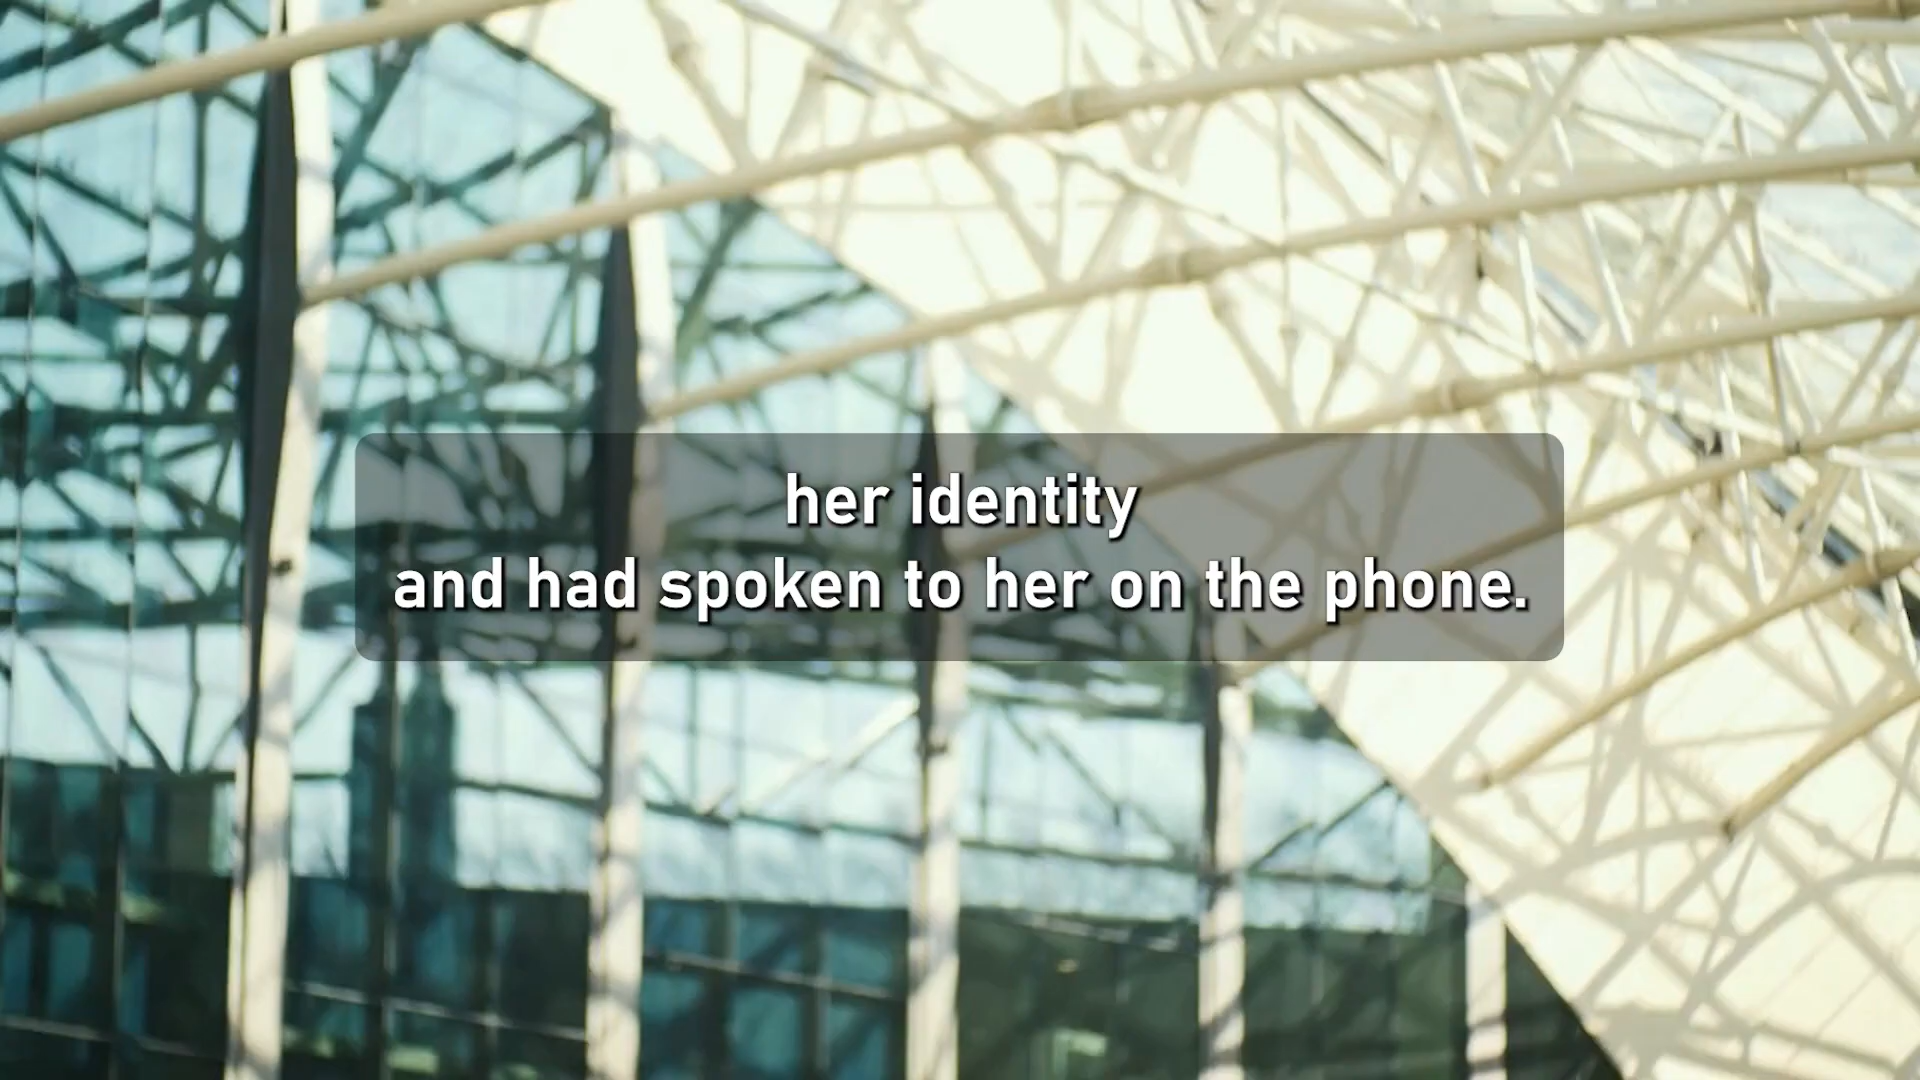 her identity
and had spoken to her on the phone.